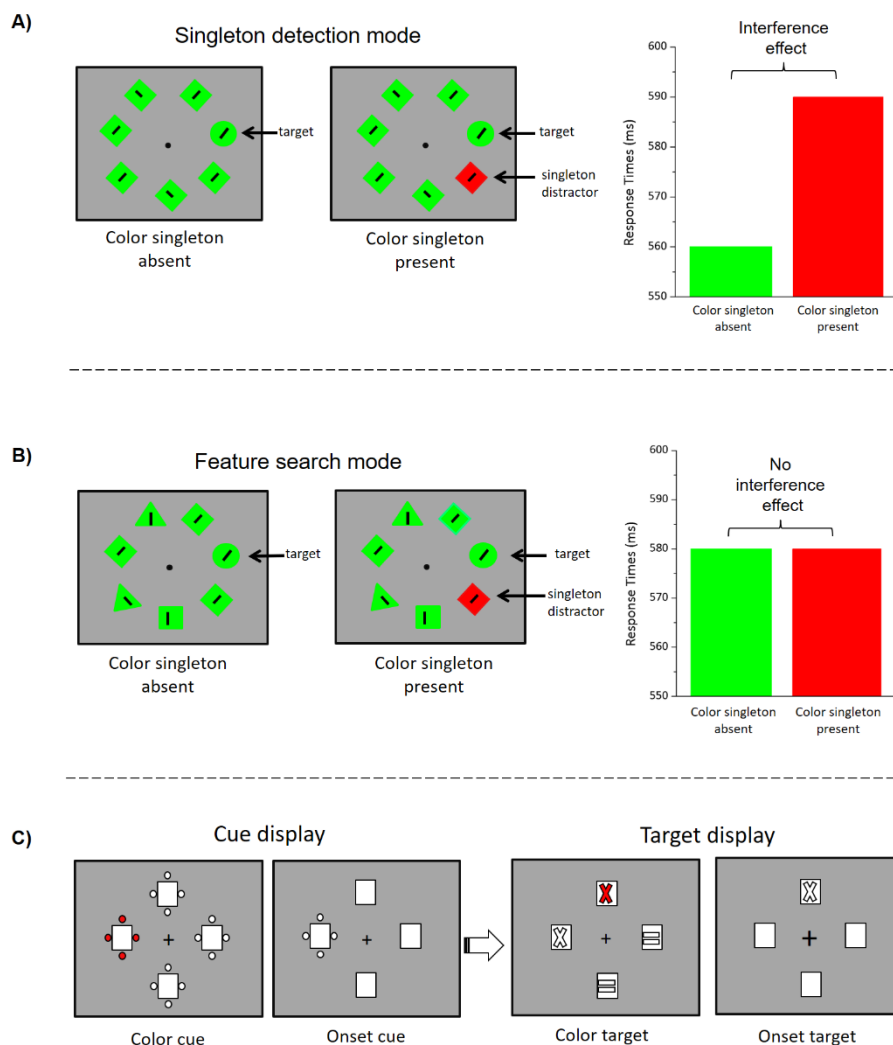 A)
Singleton detection mode
target
Color singleton
absent
target
singleton
distractor
Color singleton
present
Interference
effect
Response Times (ms)
600
590
580
570
560
550
Color singleton
absent
Color singleton
present
B)
Feature search mode
target
Color singleton
absent
target
singleton
distractor
Color singleton
present
No
interference
effect
Response Times (ms)
600
590
580
570
560
550
Color singleton
absent
Color singleton
present
C)
Cue display
Target display
Color cue
Onset cue
Color target
Onset target